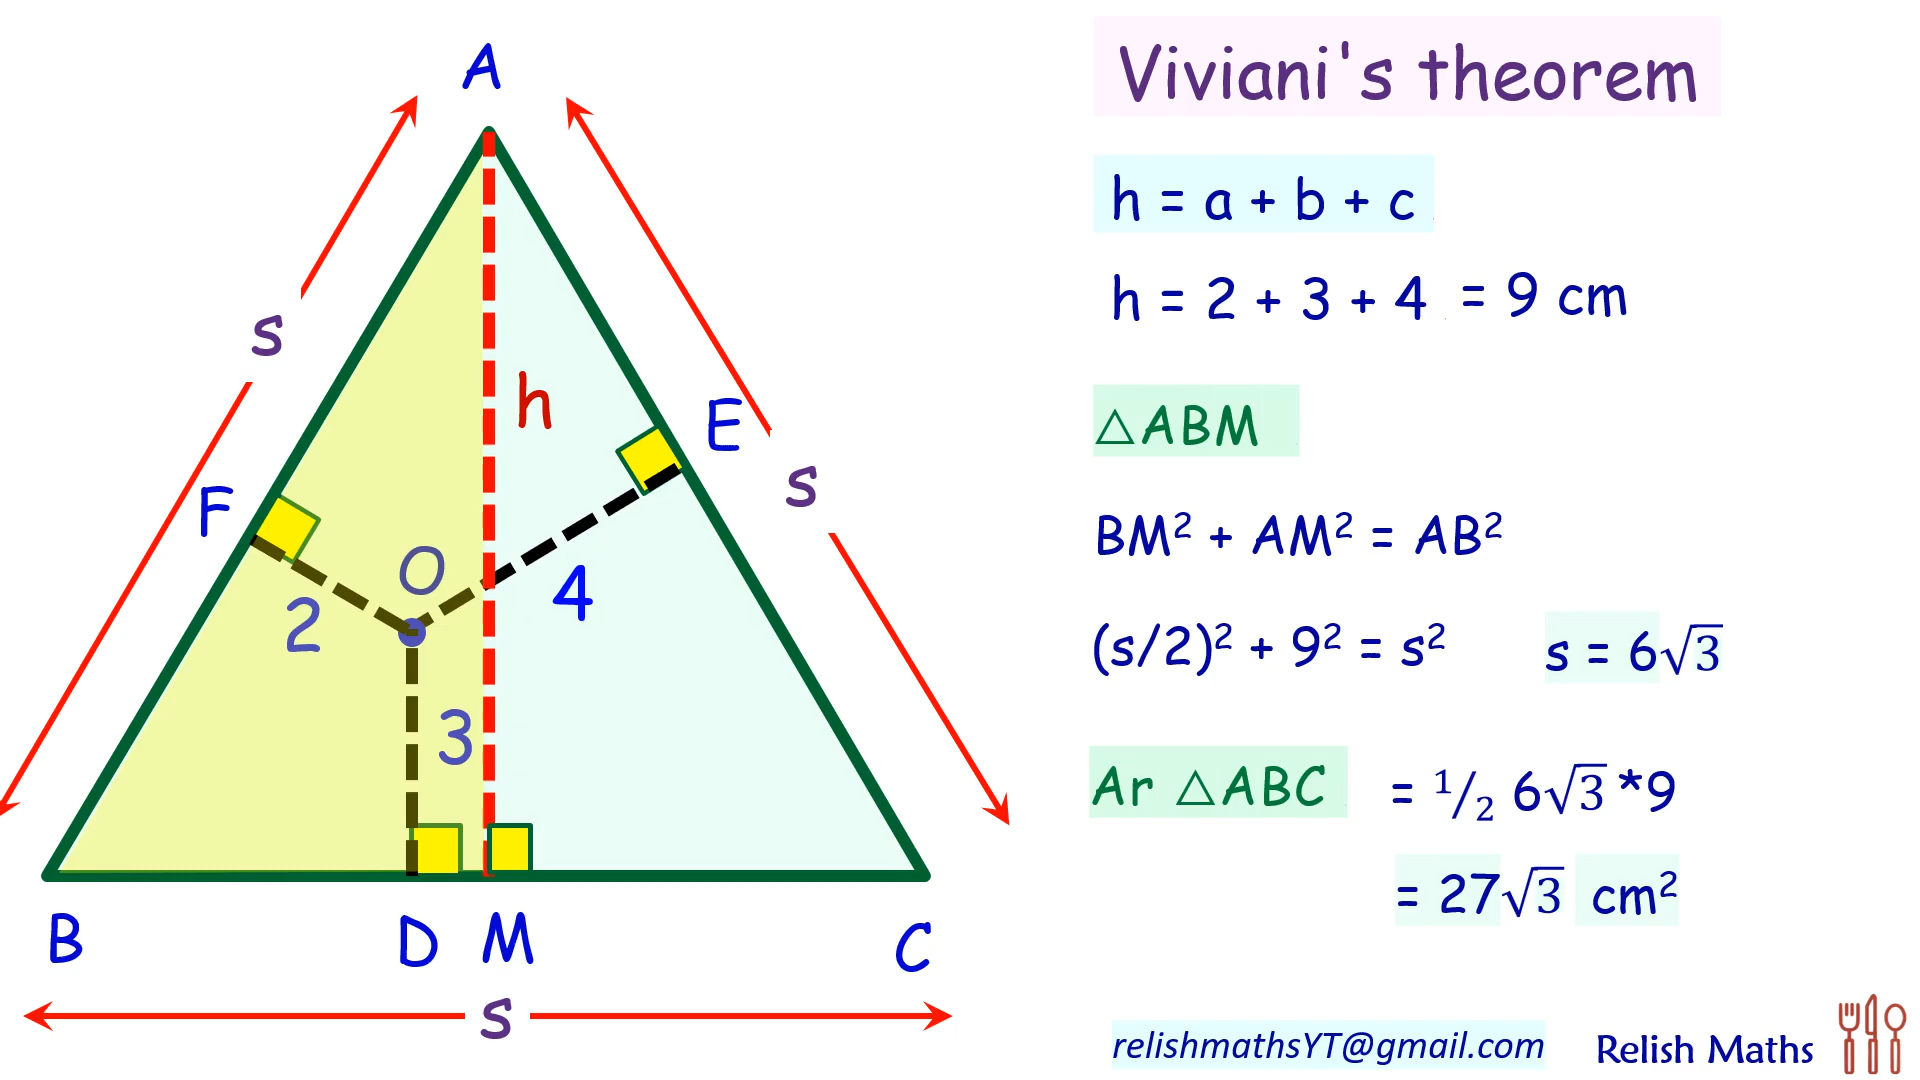 A
Viviani's theorem
h = a + b + c
h = 2 + 3 + 4 = 9 cm
s
h
E
△ABM
s
F
O
BM² + AM² = AB²
2
4
(s/2)² + 9² = s² s = 6√3
3
Ar △ABC = ¹/₂ 6√3 *9
= 27√3 cm²
B
D
M
C
s
relishmathsYT@gmail.com
Relish Maths